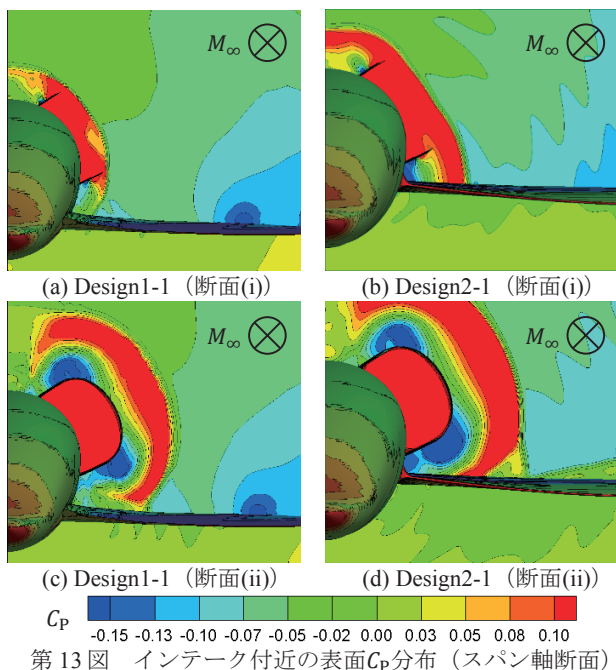 M∞
M∞
(a) Design1-1（断面(i)）
(b) Design2-1（断面(i)）
M∞
M∞
(c) Design1-1（断面(ii)）
(d) Design2-1（断面(ii)）
CP
-0.15 -0.13 -0.10 -0.07 -0.05 -0.02 -0.00 0.00 0.03 0.05 0.08 0.10
第 13 図　インテーク付近の表面CP分布（スパン軸断面）